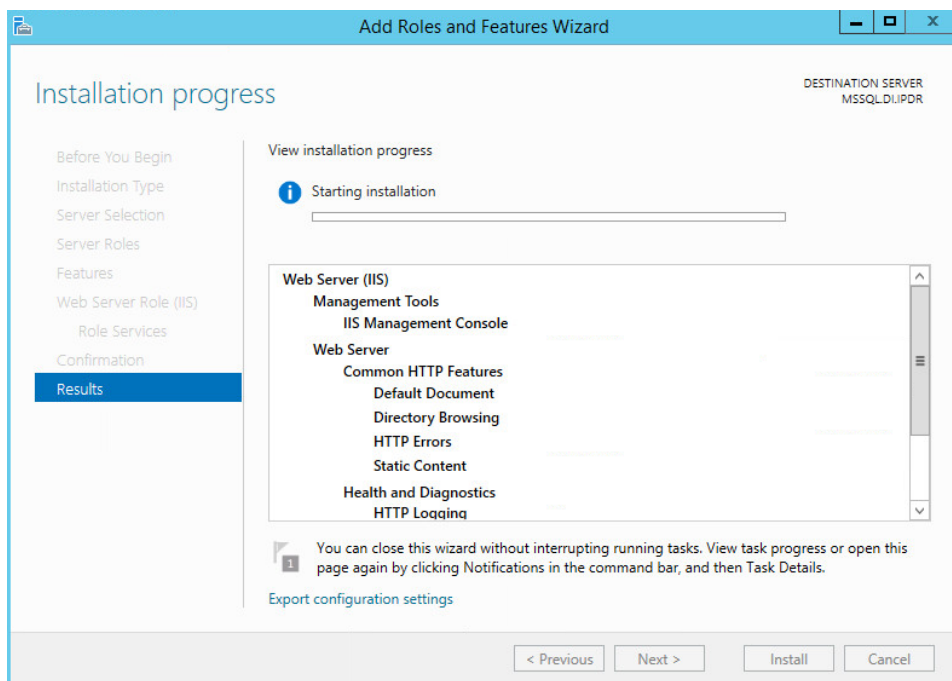 Add Roles and Features Wizard
Installation progress
DESTINATION SERVER
MSSQL.DI.IPDR
Before You Begin
Installation Type
Server Selection
Server Roles
Features
Web Server Role (IIS)
Role Services
Confirmation
Results
View installation progress
Starting installation
Web Server (IIS)
Management Tools
IIS Management Console
Web Server
Common HTTP Features
Default Document
Directory Browsing
HTTP Errors
Static Content
Health and Diagnostics
HTTP Logging
1
You can close this wizard without interrupting running tasks. View task progress or open this
page again by clicking Notifications in the command bar, and then Task Details.
Export configuration settings
< Previous
Next >
Install
Cancel